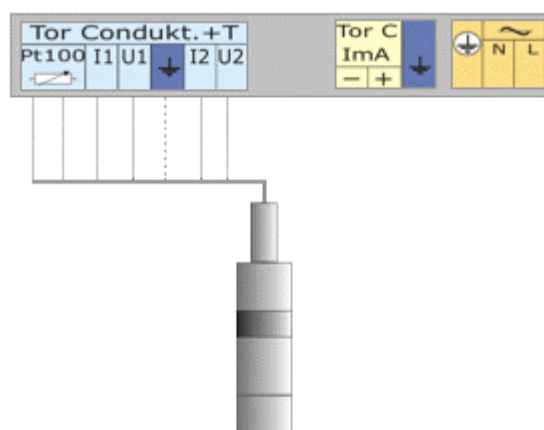 Tor Condukt.+T
Pt100 I1 U1 I2 U2
Tor C
ImA
− +
N L